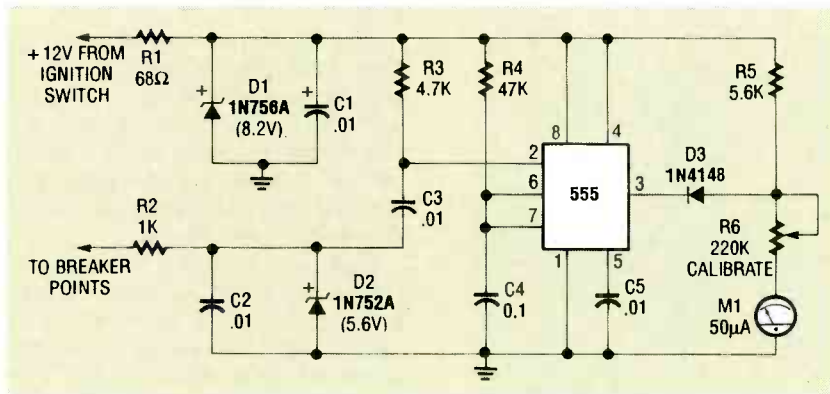 +12V FROM
IGNITION
SWITCH
R1
68Ω
+
D1
1N756A
(8.2V)
+
C1
.01
R3
4.7K
R4
47K
R5
5.6K
8
4
2
6
7
555
3
1
5
D3
1N4148
C3
.01
R2
1K
TO BREAKER
POINTS
C2
.01
+
D2
1N752A
(5.6V)
C4
0.1
C5
.01
R6
220K
CALIBRATE
M1
50µA